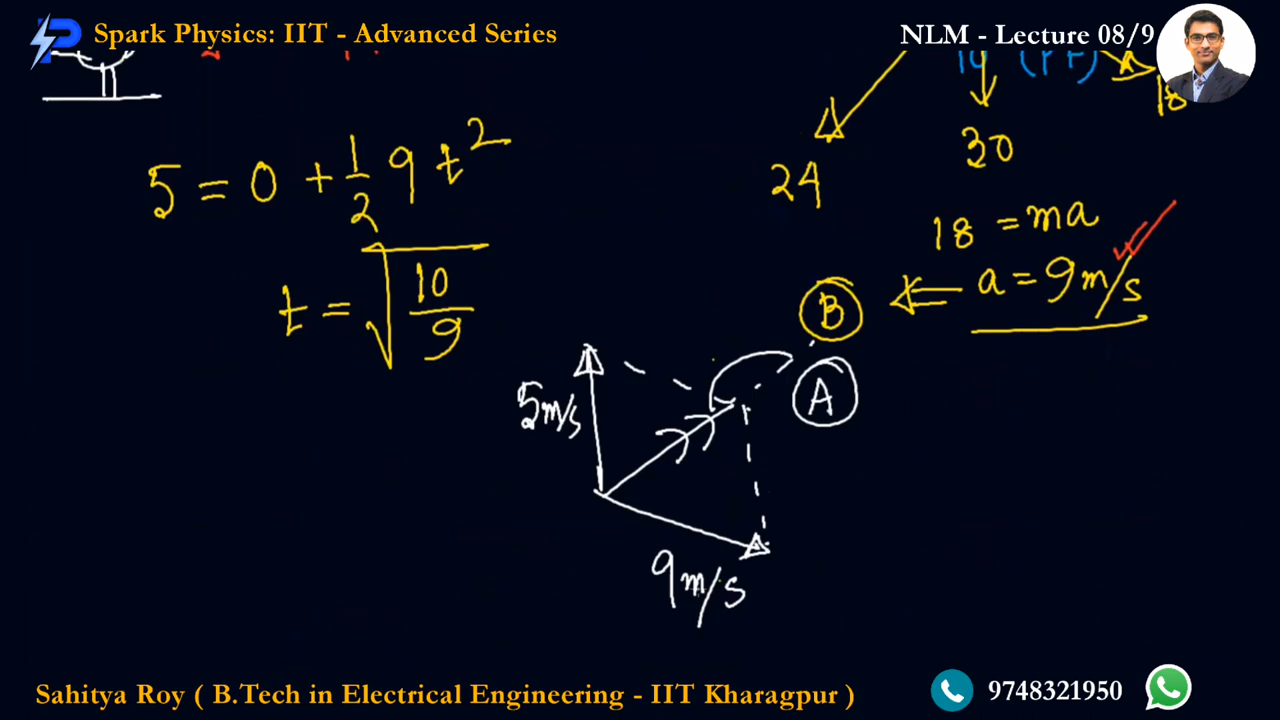 Spark Physics: IIT - Advanced Series
NLM - Lecture 08/9
18
30
24
5 = 0 + 1/2 9 t²
18 = ma
a = 9m/s
t = √10/9
B
A
5m/s
9m/s
Sahitya Roy ( B.Tech in Electrical Engineering - IIT Kharagpur )
9748321950